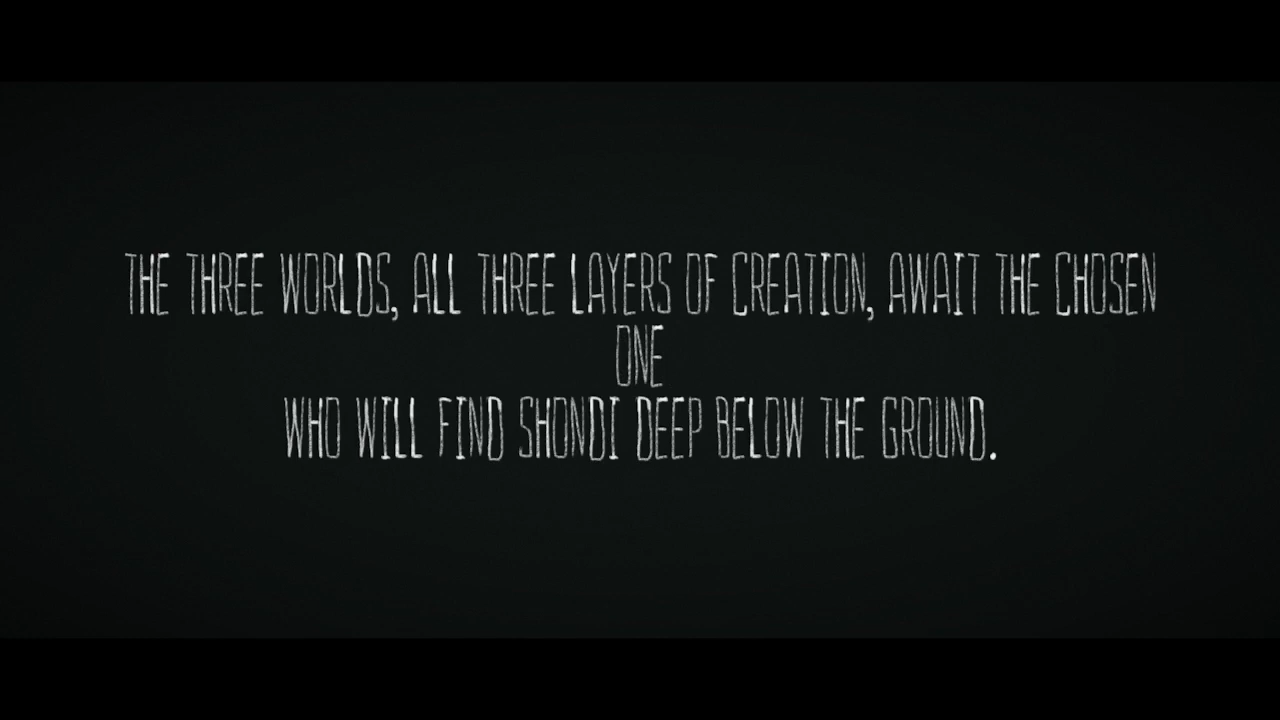 THE THREE WORLDS, ALL THREE LAYERS OF CREATION, AWAIT THE CHOSEN
ONE
WHO WILL FIND SHONDI DEEP BELOW THE GROUND.